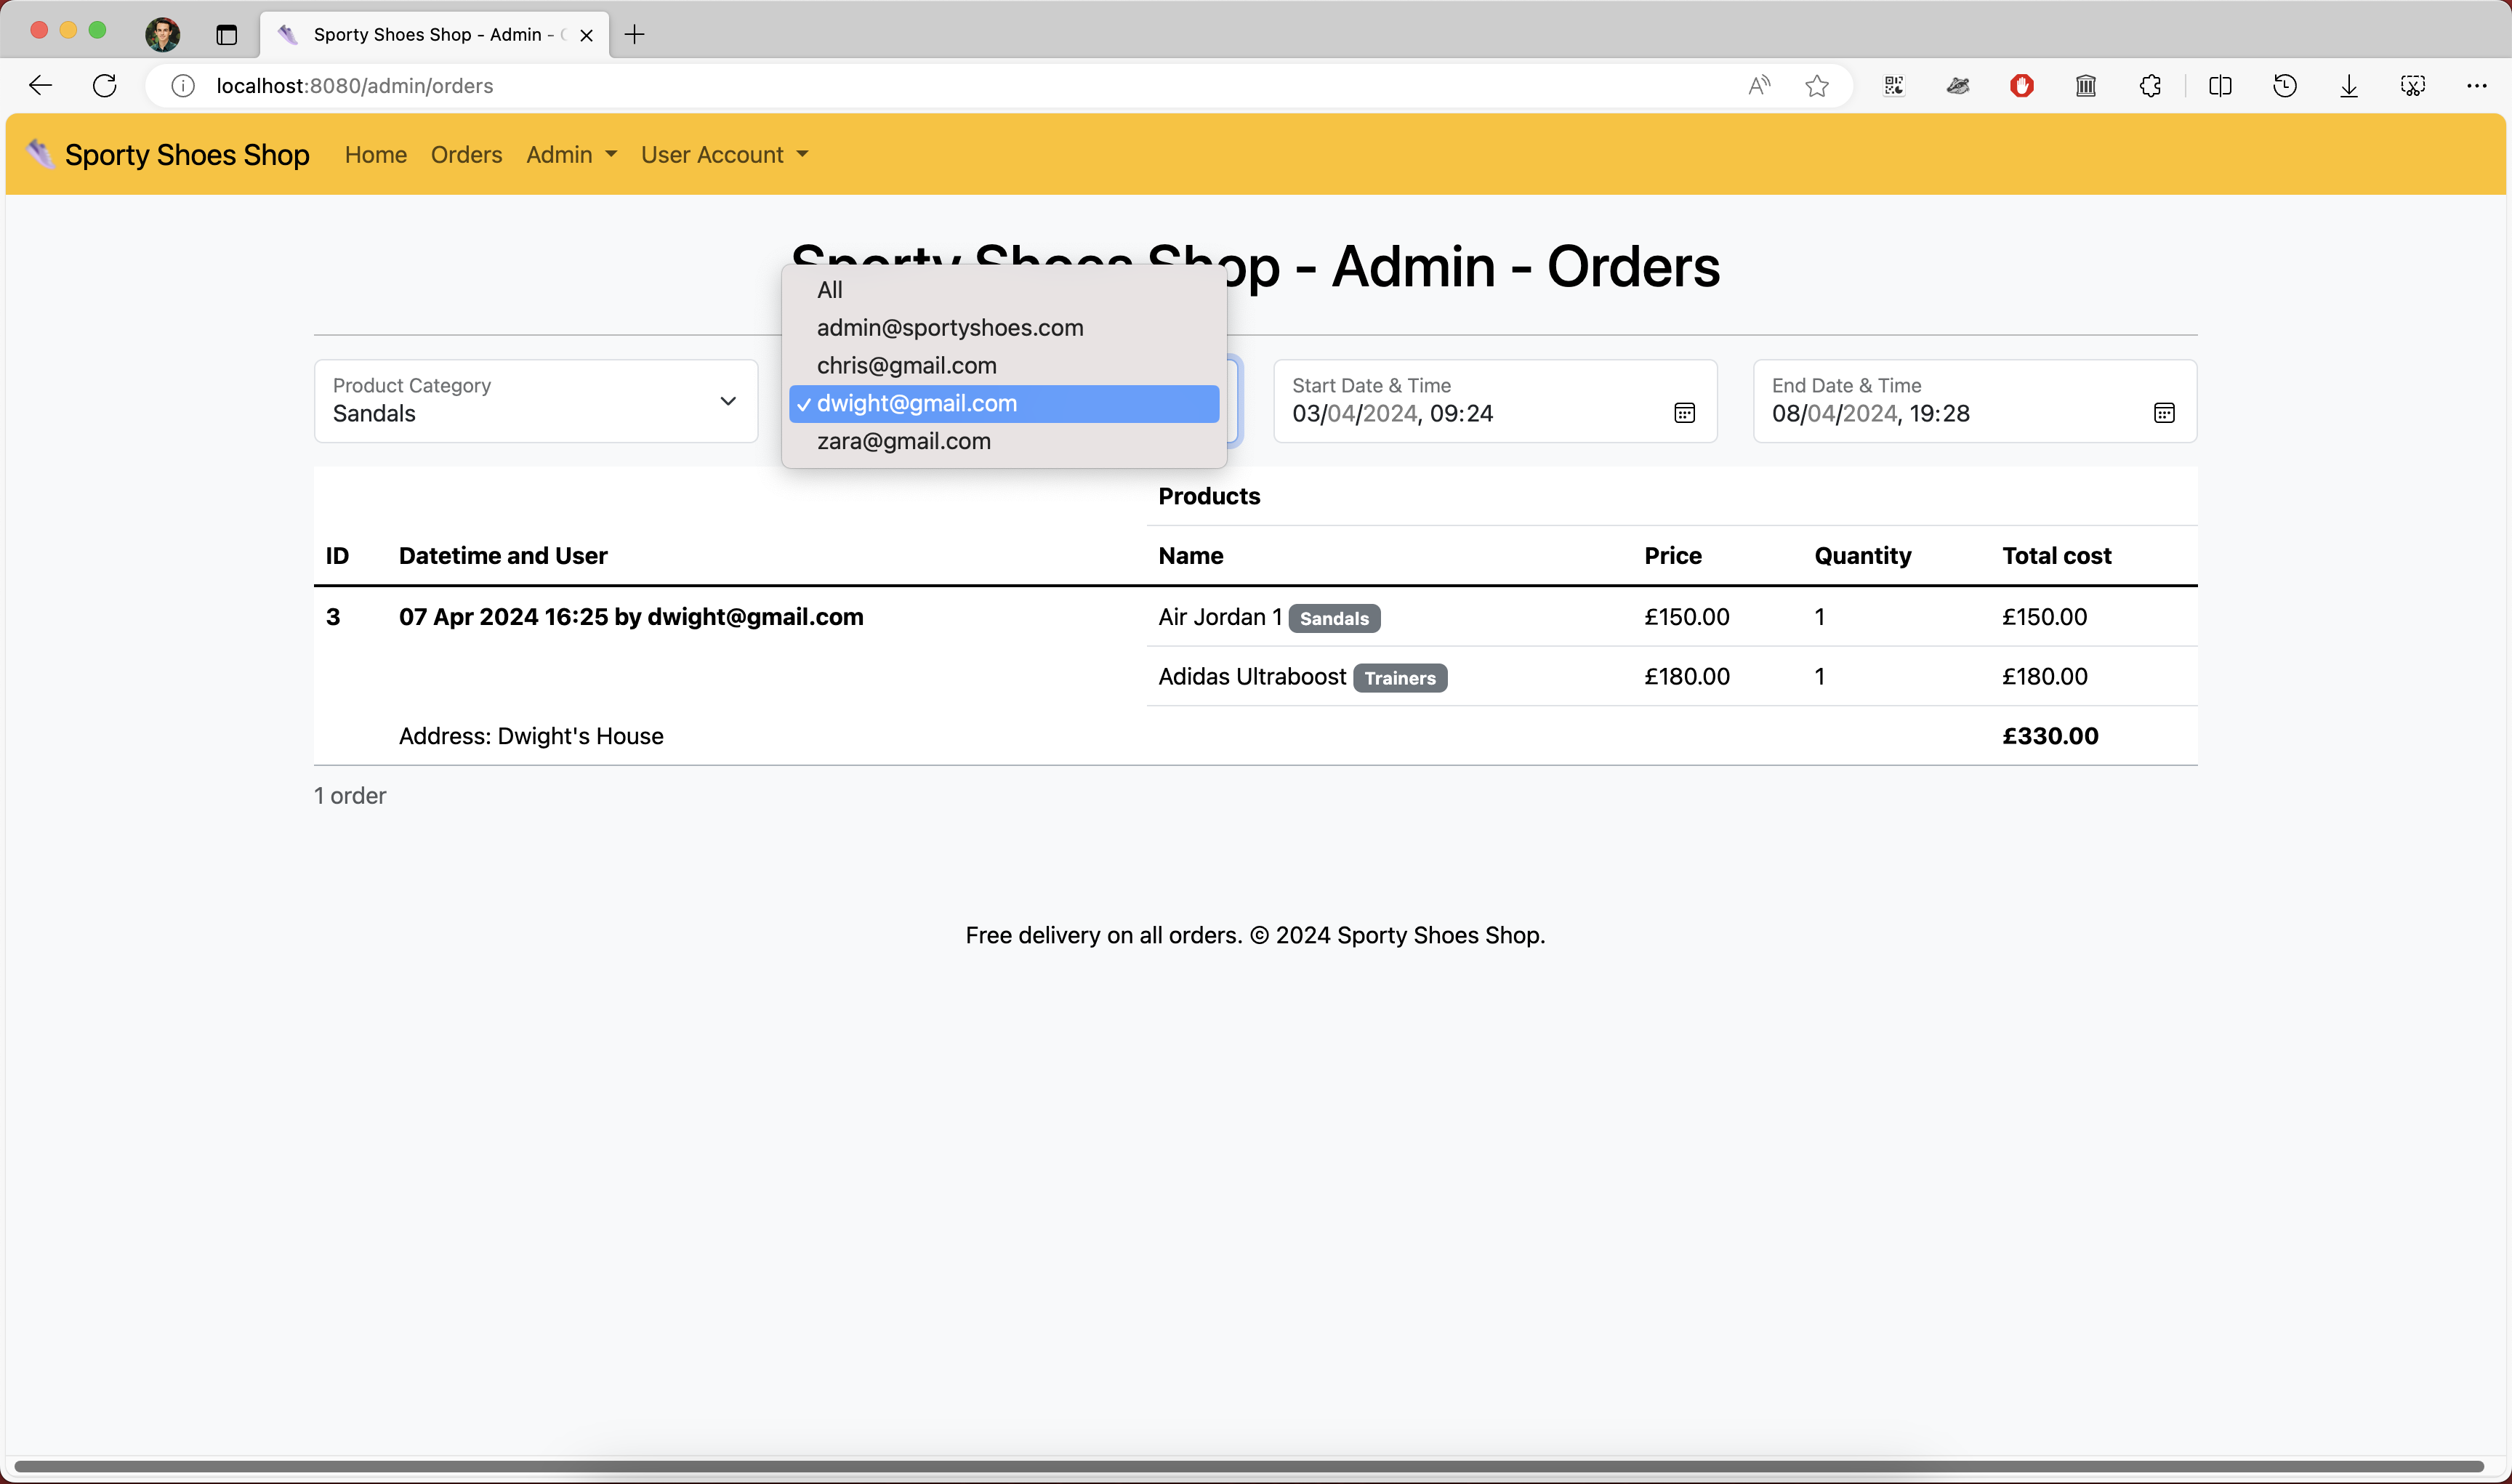 Sporty Shoes Shop - Admin -
localhost:8080/admin/orders
Sporty Shoes Shop Home Orders Admin User Account
Sporty Shoes Shop - Admin - Orders
All
admin@sportyshoes.com
chris@gmail.com
dwight@gmail.com
zara@gmail.com
Product Category
Sandals
Start Date & Time
03/04/2024, 09:24
End Date & Time
08/04/2024, 19:28
Products
ID Datetime and User Name Price Quantity Total cost
3 07 Apr 2024 16:25 by dwight@gmail.com Air Jordan 1 Sandals £150.00 1 £150.00
Adidas Ultraboost Trainers £180.00 1 £180.00
Address: Dwight's House £330.00
1 order
Free delivery on all orders. © 2024 Sporty Shoes Shop.